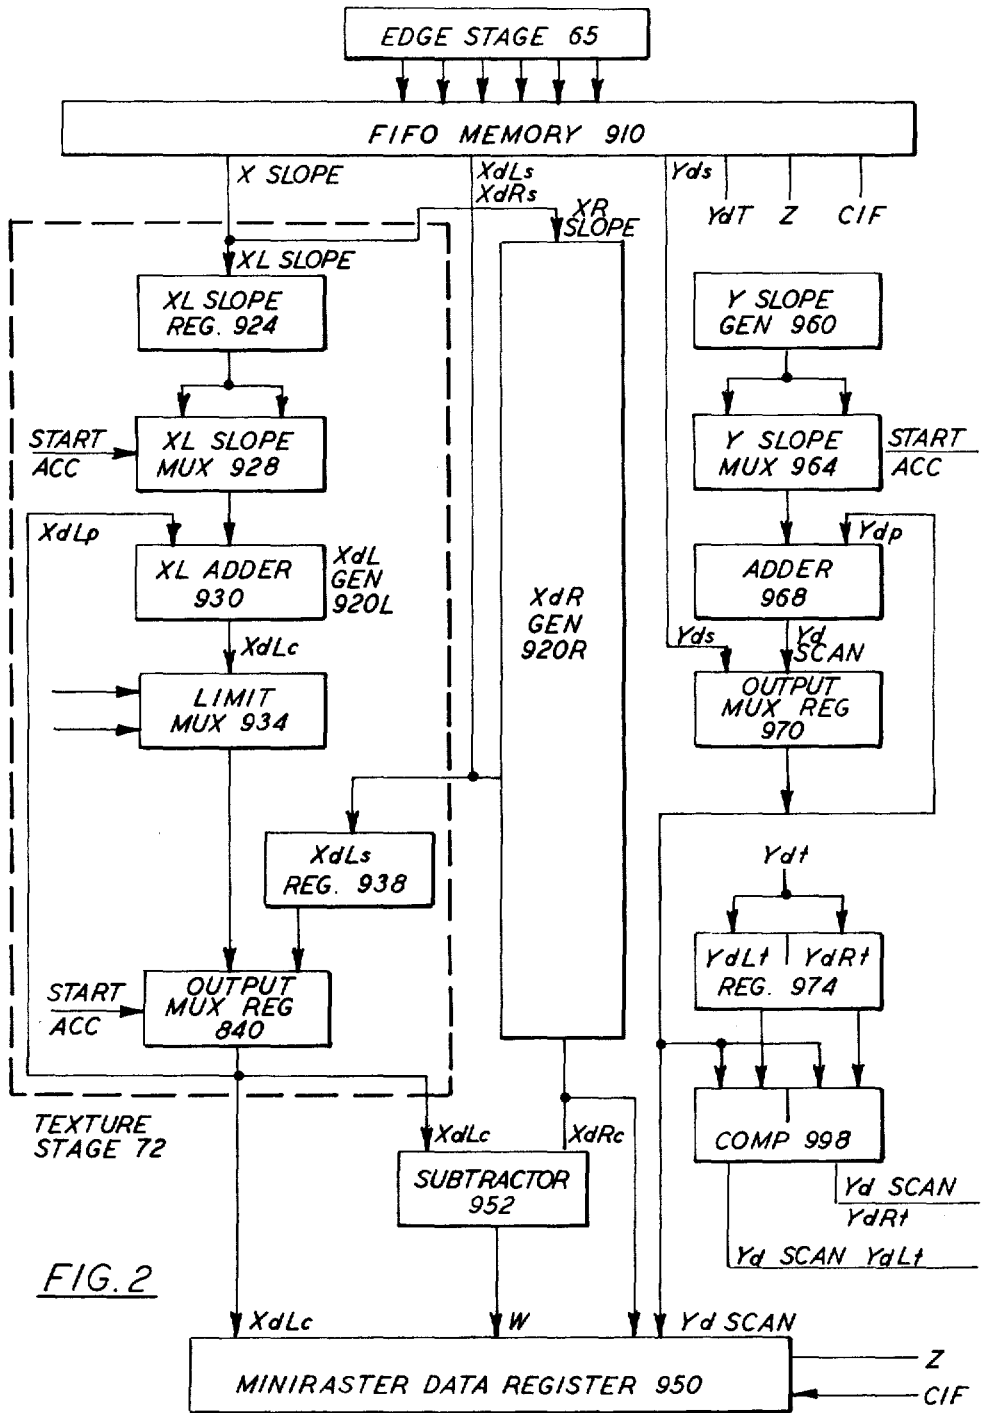 EDGE STAGE 65
FIFO MEMORY 910
X SLOPE
XdLs
XdRs
Yds
YdT
Z
CIF
XR
SLOPE
XL SLOPE
XL SLOPE
REG. 924
Y SLOPE
GEN 960
START
ACC
XL SLOPE
MUX 928
Y SLOPE
MUX 964
START
ACC
XdLp
Ydp
XL ADDER
930
XdL
GEN
920L
XdR
GEN
920R
ADDER
968
XdLc
Yds
Yd
SCAN
LIMIT
MUX 934
OUTPUT
MUX REG
970
XdLs
REG. 938
Ydt
YdLt YdRt
REG. 974
START
ACC
OUTPUT
MUX REG
840
TEXTURE
STAGE 72
XdLc
XdRc
COMP 998
SUBTRACTOR
952
Yd SCAN
YdRt
Yd SCAN YdLt
FIG. 2
XdLc
W
Yd SCAN
MINIRASTER DATA REGISTER 950
Z
CIF